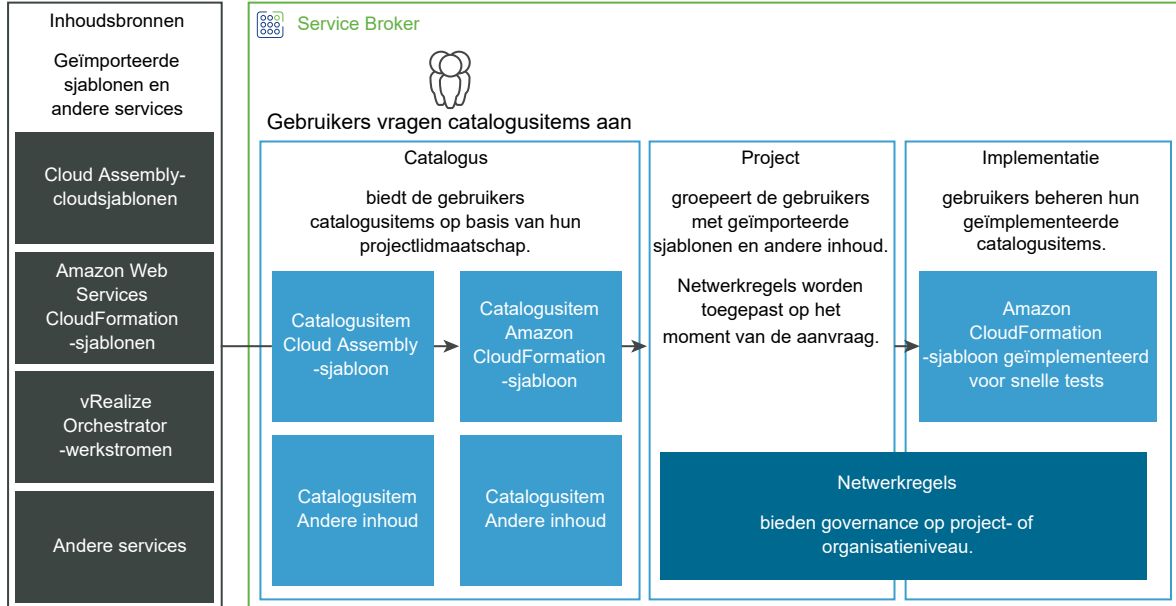 Inhoudsbronnen
Geïmporteerde
sjablonen en
andere services
Cloud Assembly-
cloudsjablonen
Amazon Web
Services
CloudFormation
-sjablonen
vRealize
Orchestrator
-werkstromen
Andere services
Service Broker
Gebruikers vragen catalogusitems aan
Catalogus
biedt de gebruikers
catalogusitems op basis van hun
projectlidmaatschap.
Catalogusitem
Cloud Assembly
-sjabloon
Catalogusitem
Amazon
CloudFormation
-sjabloon
Catalogusitem
Andere inhoud
Catalogusitem
Andere inhoud
Project
groepeert de gebruikers
met geïmporteerde
sjablonen en andere inhoud.
Netwerkregels worden
toegepast op het
moment van de aanvraag.
Implementatie
gebruikers beheren hun
geïmplementeerde
catalogusitems.
Amazon
CloudFormation
-sjabloon geïmplementeerd
voor snelle tests
Netwerkregels
bieden governance op project- of
organisatieniveau.